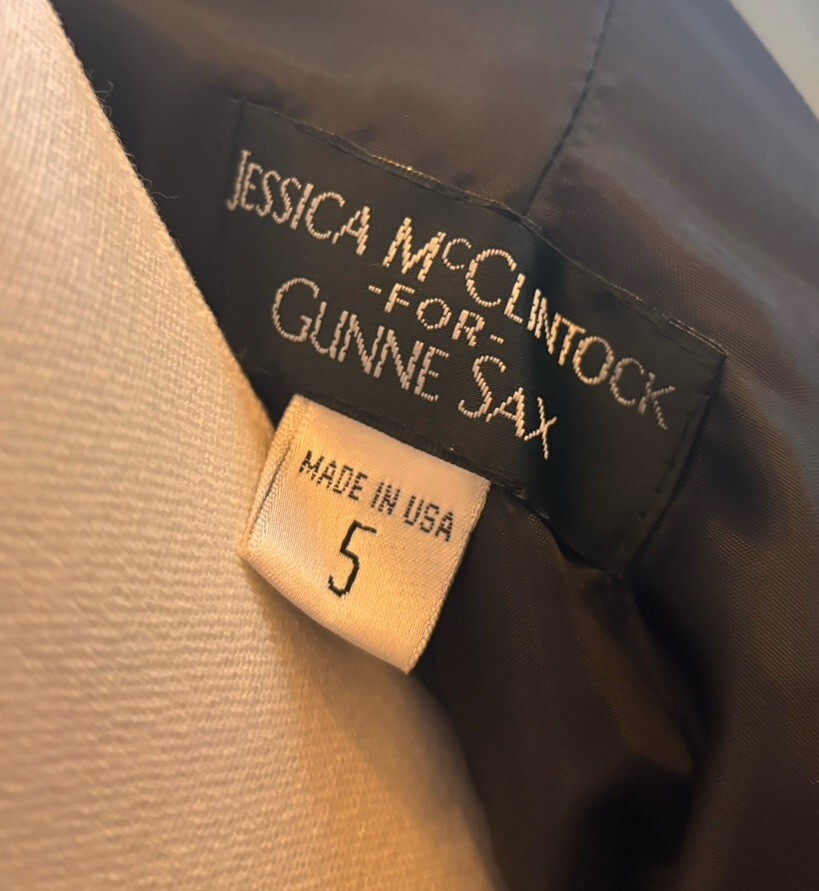 JESSICA McCLINTOCK
-FOR-
GUNNE SAX
MADE IN USA
5